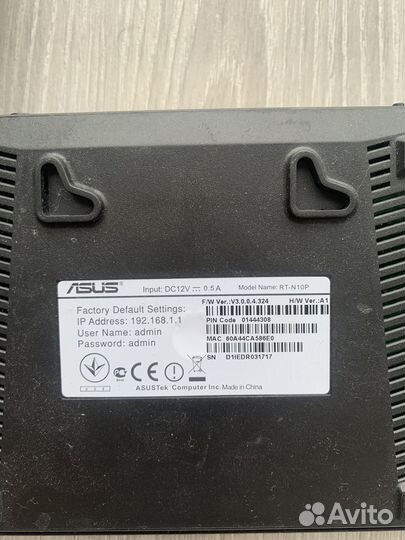 ASUS Input: DC12V 0.5 A Model Name: RT-N10P
Factory Default Settings:
IP Address: 192.168.1.1
User Name: admin
Password: admin
F/W Ver.:V3.0.0.4.324 H/W Ver.:A1
PIN Code 01444308
MAC 60A44CA586E0
SN D1IEDR031717
CE
ASUSTek Computer Inc. Made in China
Avito